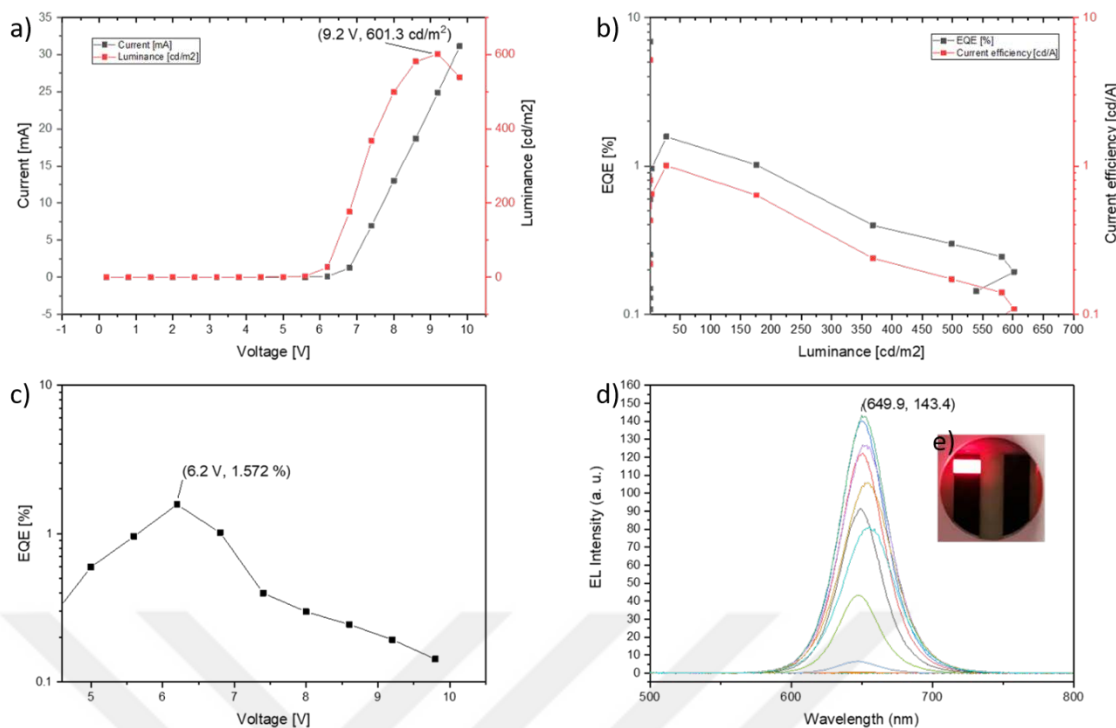 a)
(9.2 V, 601.3 cd/m²)
Current [mA]
Luminance [cd/m2]
35
30
25
20
15
10
5
0
-5
600
400
200
0
Current [mA]
Luminance [cd/m2]
-1 0 1 2 3 4 5 6 7 8 9 10
Voltage [V]
b)
EQE [%]
Current efficiency [cd/A]
10
1
0.1
10
1
0.1
EQE [%]
Current efficiency [cd/A]
50 100 150 200 250 300 350 400 450 500 550 600 650 700
Luminance [cd/m2]
c)
(6.2 V, 1.572 %)
10
1
0.1
EQE [%]
5 6 7 8 9 10
Voltage [V]
d)
(649.9, 143.4)
e)
160
150
140
130
120
110
100
90
80
70
60
50
40
30
20
10
0
EL Intensity (a. u.)
500 600 700 800
Wavelength (nm)